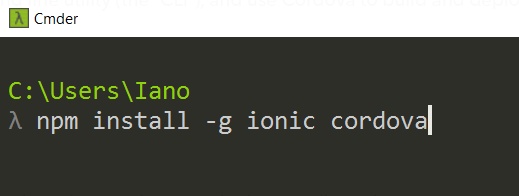 λ Cmder
C:\Users\Iano
λ npm install -g ionic cordova